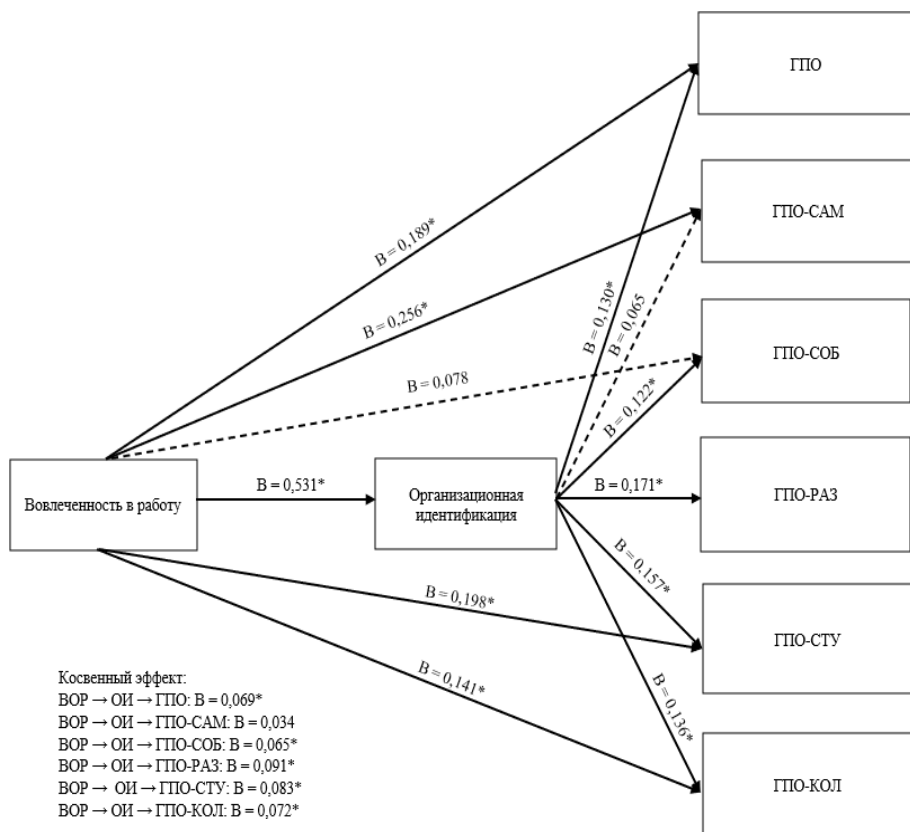 ГПО
ГПО-САМ
ГПО-СОБ
ГПО-РАЗ
ГПО-СТУ
ГПО-КОЛ
Вовлеченность в работу
Организационная
идентификация
B = 0,189*
B = 0,256*
B = 0,078
B = 0,531*
B = 0,198*
B = 0,141*
B = 0,130*
B = 0,065
B = 0,122*
B = 0,171*
B = 0,157*
B = 0,136*
Косвенный эффект:
ВОР → ОИ → ГПО: B = 0,069*
ВОР → ОИ → ГПО-САМ: B = 0,034
ВОР → ОИ → ГПО-СОБ: B = 0,065*
ВОР → ОИ → ГПО-РАЗ: B = 0,091*
ВОР → ОИ → ГПО-СТУ: B = 0,083*
ВОР → ОИ → ГПО-КОЛ: B = 0,072*